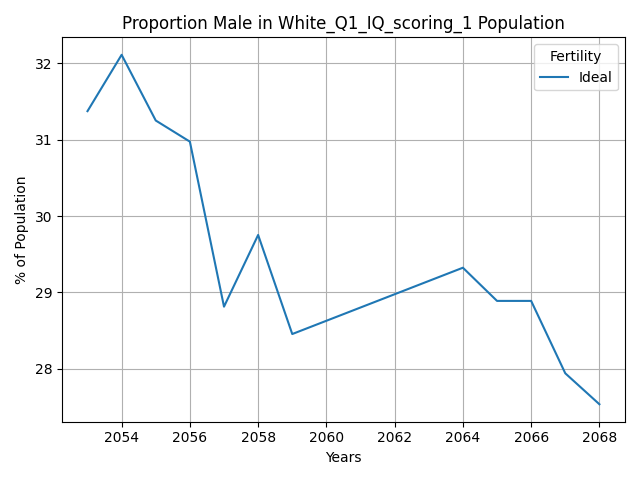 Proportion Male in White_Q1_IQ_scoring_1 Population
Fertility
Ideal
32
31
30
29
28
% of Population
2054 2056 2058 2060 2062 2064 2066 2068
Years